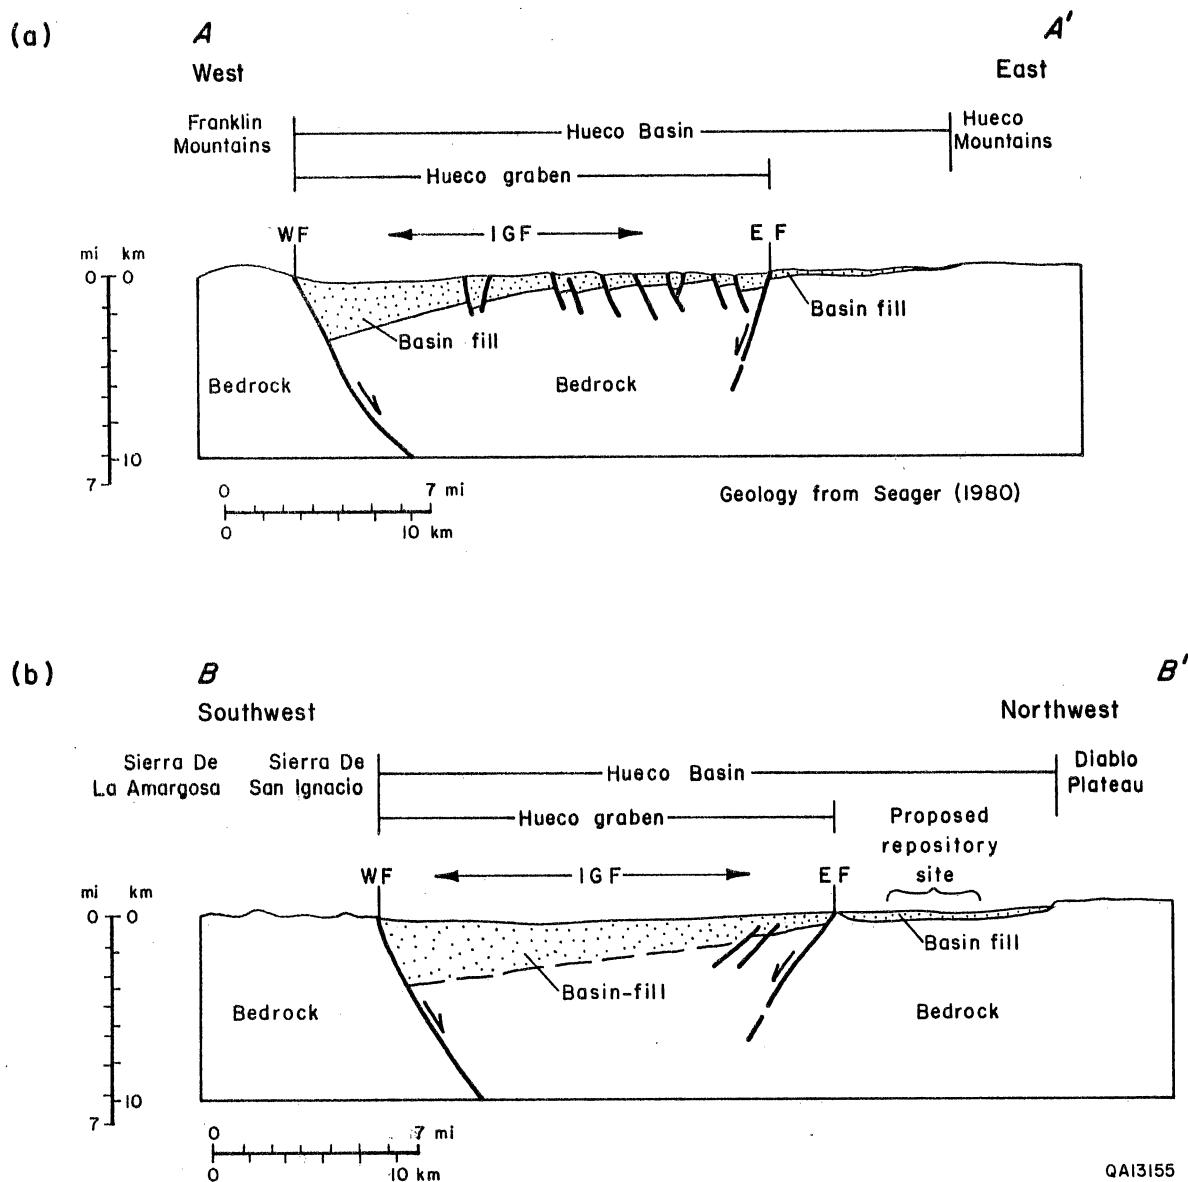 (a)
A A'
West East
Franklin
Mountains
Hueco Basin
Hueco
Mountains
Hueco graben
WF IGF EF
mi km
0 0
Basin fill
Basin fill
Bedrock Bedrock
10
7
0 7 mi
0 10 km
Geology from Seager (1980)
(b)
B B'
Southwest Northwest
Sierra De
La Amargosa
Sierra De
San Ignacio
Hueco Basin
Diablo
Plateau
Hueco graben
Proposed
repository
site
WF IGF EF
mi km
0 0
Basin fill
Basin-fill
Bedrock Bedrock
10
7
0 7 mi
0 10 km
QA13155